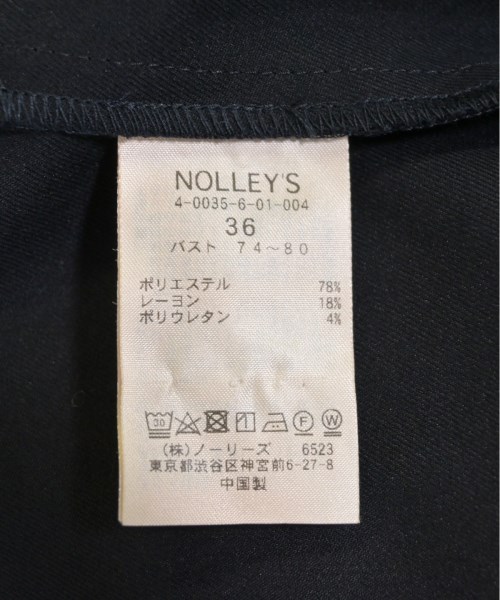 NOLLEY'S
4-0035-6-01-004
36
バスト 74～80
ポリエステル 78%
レーヨン 18%
ポリウレタン 4%
30 F W
(株)ノーリーズ 6523
東京都渋谷区神宮前6-27-8
中国製